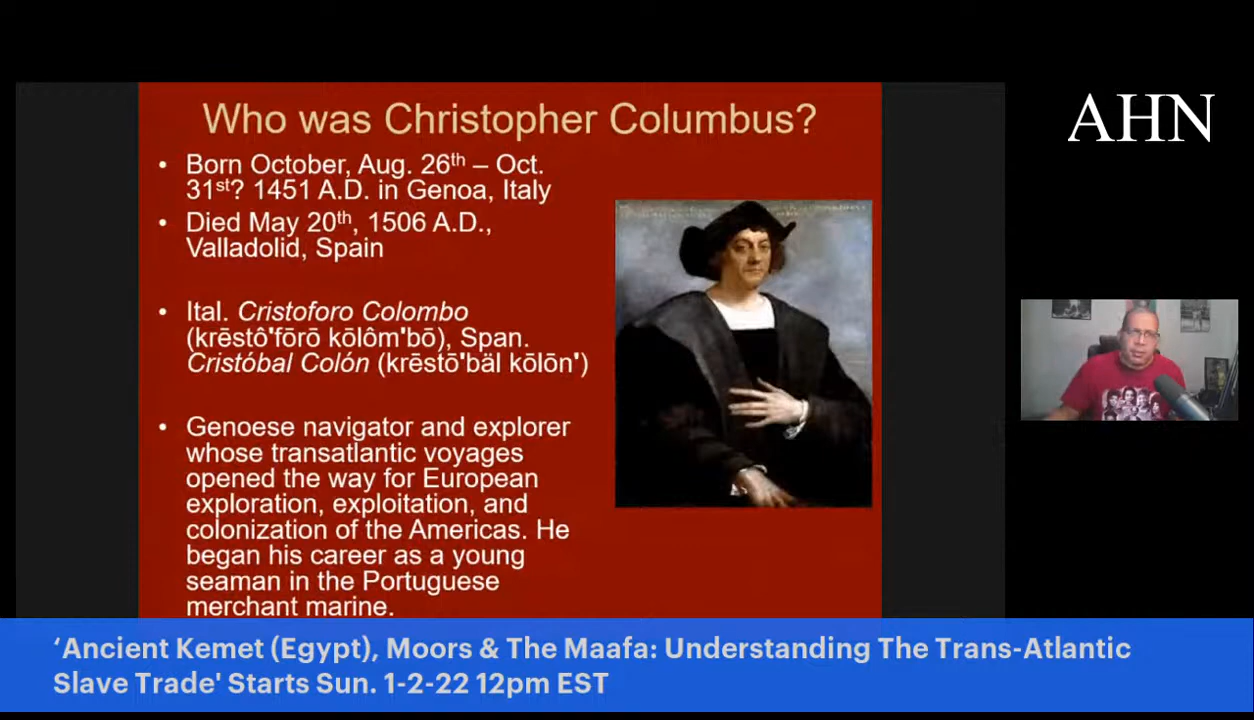 AHN
Who was Christopher Columbus?
• Born October, Aug. 26th – Oct.
31st? 1451 A.D. in Genoa, Italy
• Died May 20th, 1506 A.D.,
Valladolid, Spain
• Ital. Cristoforo Colombo
(krēstô'fōrō kōlôm'bō), Span.
Cristóbal Colón (krēstō'bäl kōlōn')
• Genoese navigator and explorer
whose transatlantic voyages
opened the way for European
exploration, exploitation, and
colonization of the Americas. He
began his career as a young
seaman in the Portuguese
merchant marine.
‘Ancient Kemet (Egypt), Moors & The Maafa: Understanding The Trans-Atlantic
Slave Trade' Starts Sun. 1-2-22 12pm EST